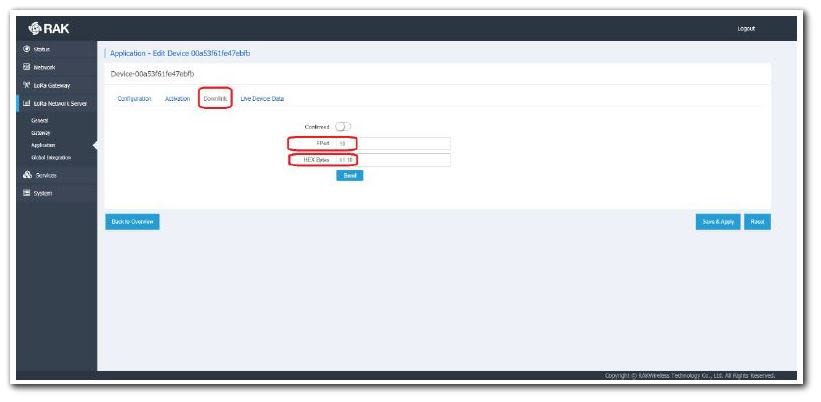 RAK
Logout
Status
Network
LoRa Gateway
LoRa Network Server
General
Gateway
Application
Global Integration
Services
System
Application - Edit Device 00a53f61fe47ebfb
Device-00a53f61fe47ebfb
Configuration Activation Downlink Live Device Data
Confirmed
FPort 10
HEX Bytes
Send
Back to Overview Save & Apply Reset
Copyright © RAKwireless Technology Co., Ltd. All Rights Reserved.